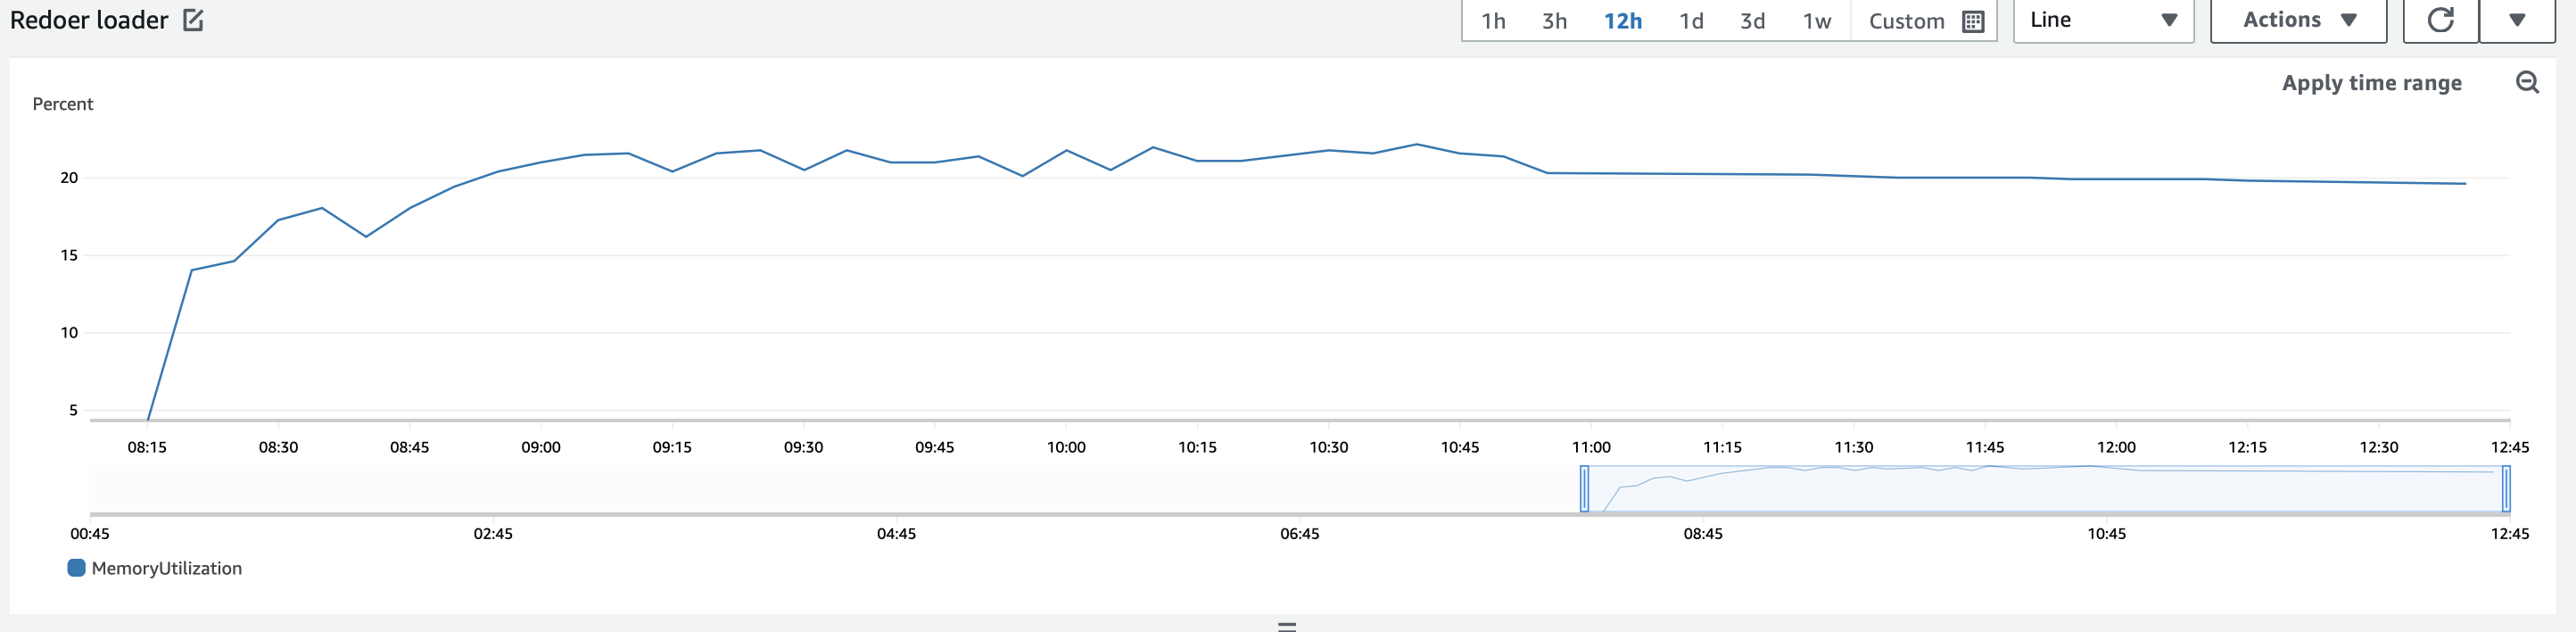 Redoer loader
1h 3h 12h 1d 3d 1w Custom Line Actions
Apply time range
Percent
20
15
10
5
08:15 08:30 08:45 09:00 09:15 09:30 09:45 10:00 10:15 10:30 10:45 11:00 11:15 11:30 11:45 12:00 12:15 12:30 12:45
00:45 02:45 04:45 06:45 08:45 10:45 12:45
MemoryUtilization